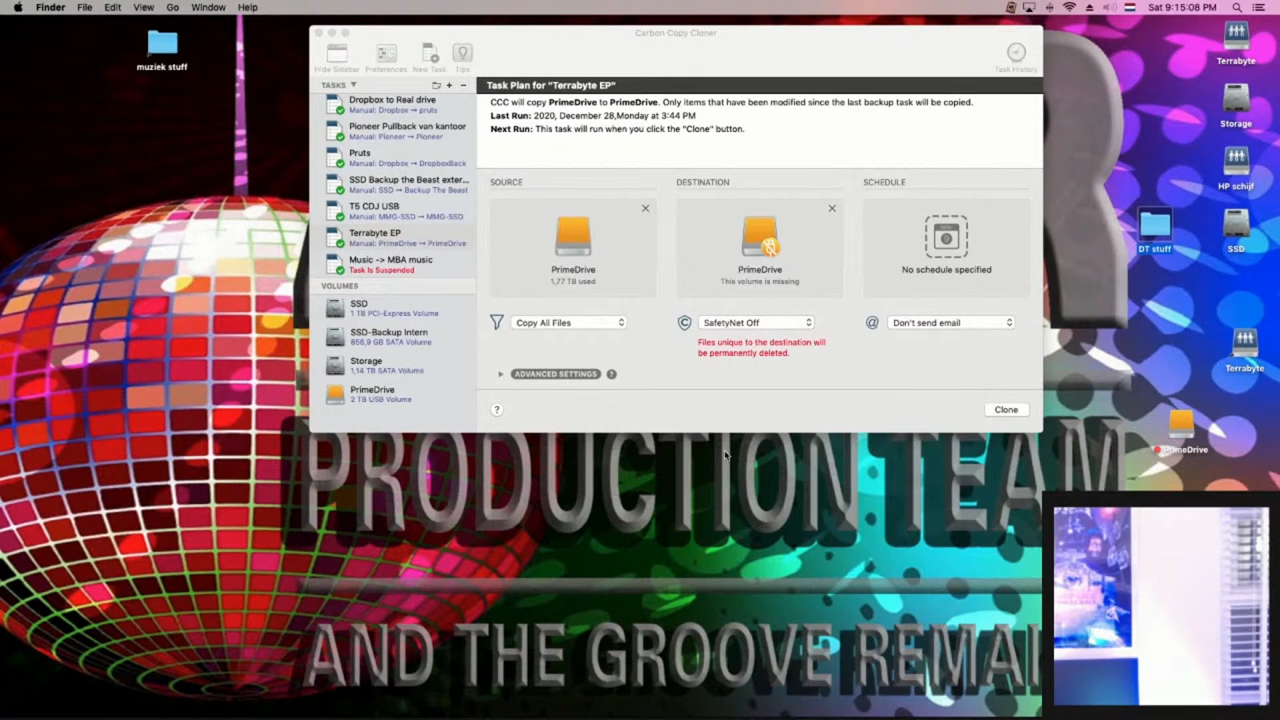 Finder File Edit View Go Window Help
Sat 9:15:08 PM
muziek stuff
Carbon Copy Cloner
Hide Sidebar Preferences New Task Tips
Task History
TASKS
Dropbox to Real drive
Manual: Dropbox → pruts
Pioneer Pullback van kantoor
Manual: Pioneer → Pioneer
Pruts
Manual: Dropbox → DropboxBack
SSD Backup the Beast exter...
Manual: SSD → Backup The Beast
T5 CDJ USB
Manual: MMG-SSD → MMG-SSD
Terrabyte EP
Manual: PrimeDrive → PrimeDrive
Music -> MBA music
Task Is Suspended
VOLUMES
SSD
1 TB PCI-Express Volume
SSD-Backup Intern
856,9 GB SATA Volume
Storage
1,14 TB SATA Volume
PrimeDrive
2 TB USB Volume
Task Plan for "Terrabyte EP"
CCC will copy PrimeDrive to PrimeDrive. Only items that have been modified since the last backup task will be copied.
Last Run: 2020, December 28,Monday at 3:44 PM
Next Run: This task will run when you click the "Clone" button.
SOURCE
PrimeDrive
1,77 TB used
Copy All Files
DESTINATION
PrimeDrive
This volume is missing
SafetyNet Off
Files unique to the destination will
be permanently deleted.
SCHEDULE
No schedule specified
Don't send email
ADVANCED SETTINGS
Clone
Terrabyte
Storage
HP schijf
DT stuff
SSD
Terrabyte
PrimeDrive
PRODUCTION TEAM
AND THE GROOVE REMAI